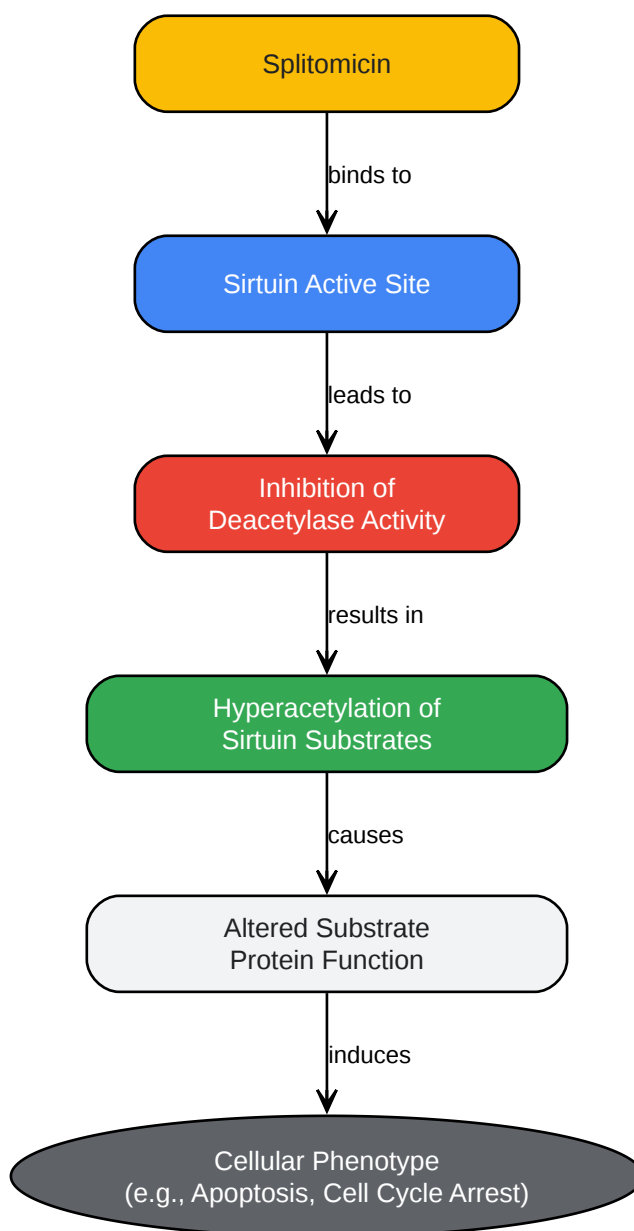 Splitomicin
binds to
Sirtuin Active Site
leads to
Inhibition of
Deacetylase Activity
results in
Hyperacetylation of
Sirtuin Substrates
causes
Altered Substrate
Protein Function
induces
Cellular Phenotype
(e.g., Apoptosis, Cell Cycle Arrest)